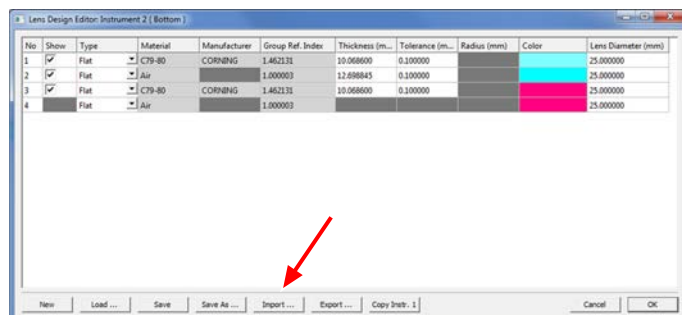 Lens Design Editor: Instrument 2 ( Bottom )
No Show Type Material Manufacturer Group Ref. Index Thickness (m... Tolerance (m... Radius (mm) Color Lens Diameter (mm)
1 Flat C79-80 CORNING 1.462131 10.068600 0.100000 25.000000
2 Flat Air 1.000003 12.698845 0.100000 25.000000
3 Flat C79-80 CORNING 1.462131 10.068600 0.100000 25.000000
4 Flat Air 1.000003 25.000000
New Load ... Save Save As ... Import ... Export ... Copy Instr. 1 Cancel OK